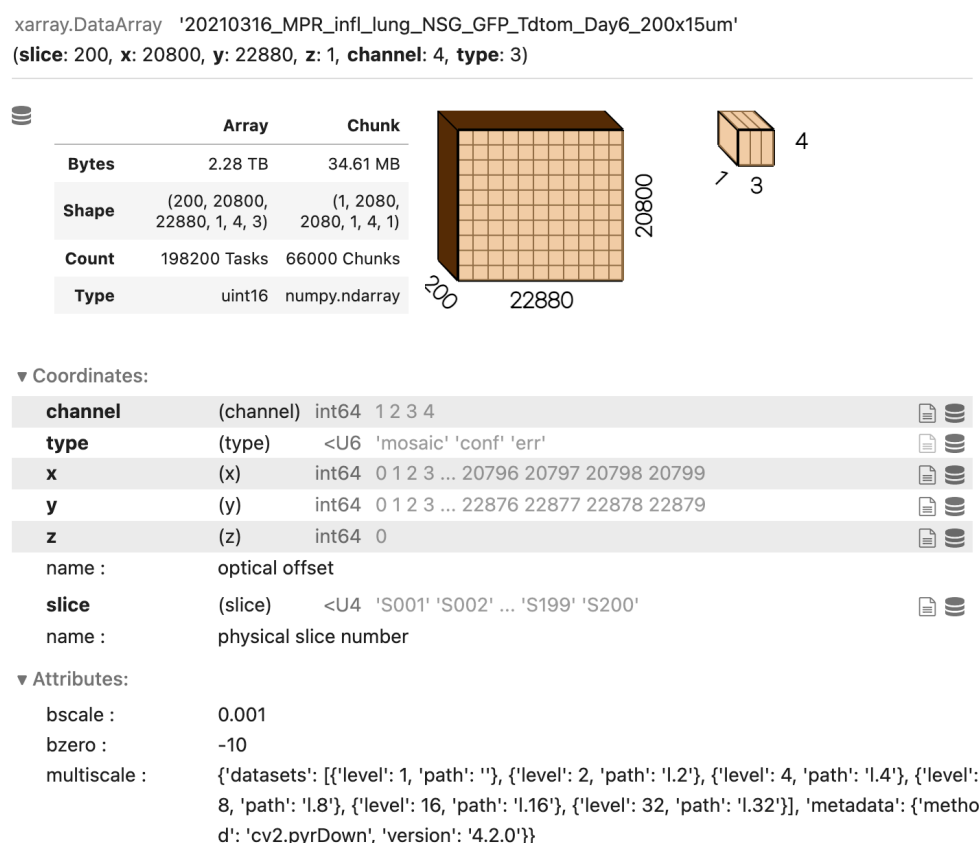 xarray.DataArray '20210316_MPR_infl_lung_NSG_GFP_Tdtom_Day6_200x15um'
(slice: 200, x: 20800, y: 22880, z: 1, channel: 4, type: 3)
Array Chunk
Bytes 2.28 TB 34.61 MB
Shape (200, 20800, 22880, 1, 4, 3) (1, 2080, 2080, 1, 4, 1)
Count 198200 Tasks 66000 Chunks
Type uint16 numpy.ndarray
200
22880
20800
1
3
4
▼ Coordinates:
channel (channel) int64 1 2 3 4
type (type) <U6 'mosaic' 'conf' 'err'
x (x) int64 0 1 2 3 ... 20796 20797 20798 20799
y (y) int64 0 1 2 3 ... 22876 22877 22878 22879
z (z) int64 0
name : optical offset
slice (slice) <U4 'S001' 'S002' ... 'S199' 'S200'
name : physical slice number
▼ Attributes:
bscale : 0.001
bzero : -10
multiscale : {'datasets': [{'level': 1, 'path': ''}, {'level': 2, 'path': 'l.2'}, {'level': 4, 'path': 'l.4'}, {'level':
8, 'path': 'l.8'}, {'level': 16, 'path': 'l.16'}, {'level': 32, 'path': 'l.32'}], 'metadata': {'metho
d': 'cv2.pyrDown', 'version': '4.2.0'}}